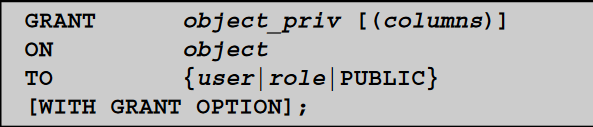 GRANT object_priv [(columns)]
ON object
TO {user|role|PUBLIC}
[WITH GRANT OPTION];